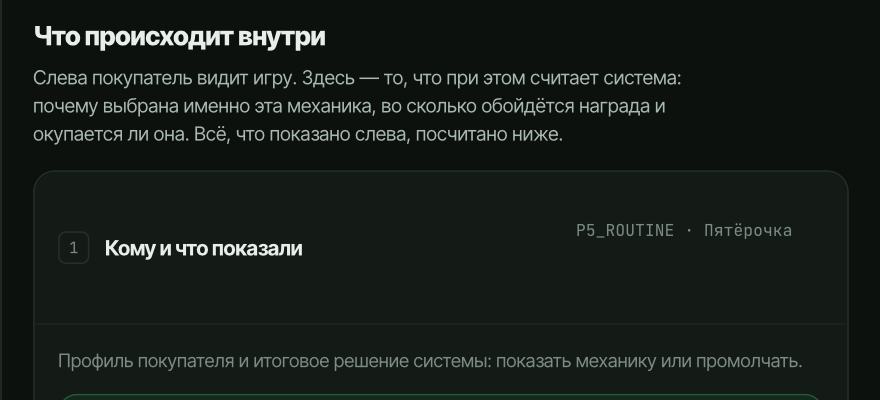 Что происходит внутри
Слева покупатель видит игру. Здесь — то, что при этом считает система:
почему выбрана именно эта механика, во сколько обойдётся награда и
окупается ли она. Всё, что показано слева, посчитано ниже.
1 Кому и что показали
P5_ROUTINE · Пятёрочка
Профиль покупателя и итоговое решение системы: показать механику или промолчать.